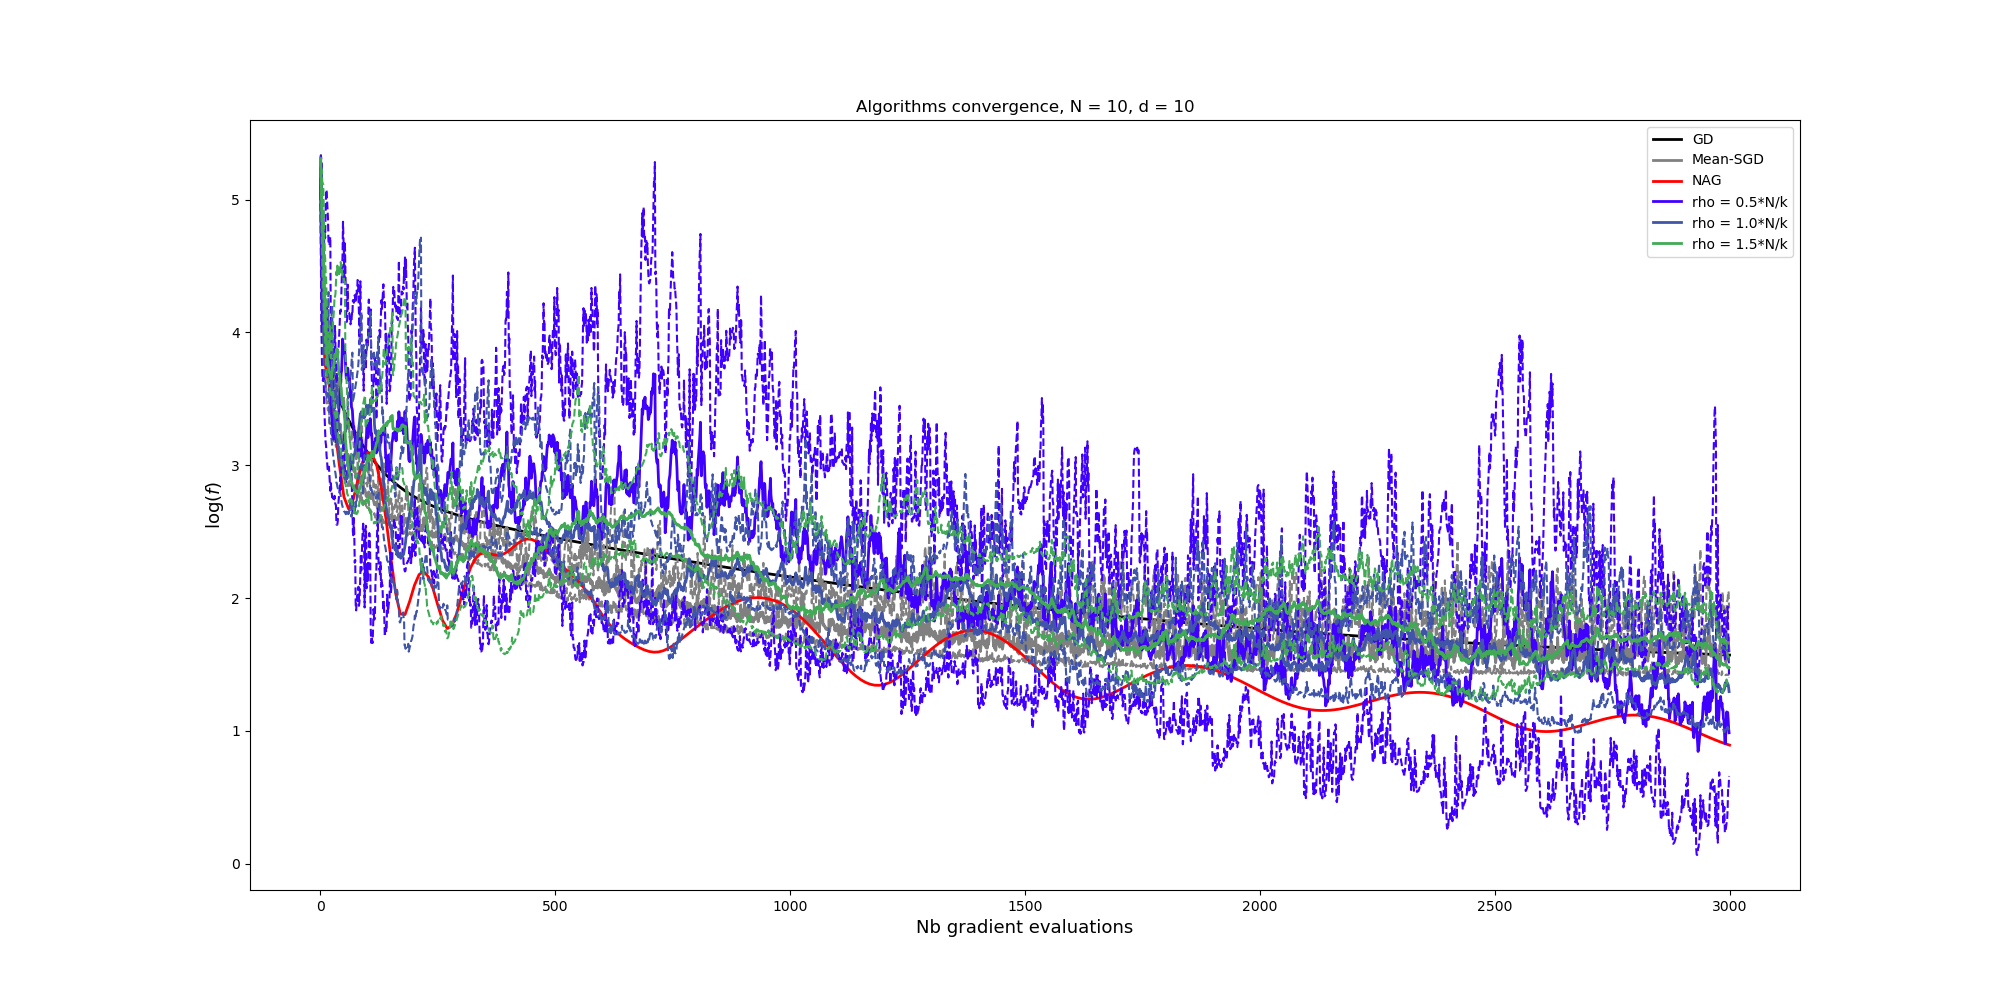 Algorithms convergence, N = 10, d = 10
GD
Mean-SGD
NAG
rho = 0.5*N/k
rho = 1.0*N/k
rho = 1.5*N/k
log(f)
5
4
3
2
1
0
0 500 1000 1500 2000 2500 3000
Nb gradient evaluations